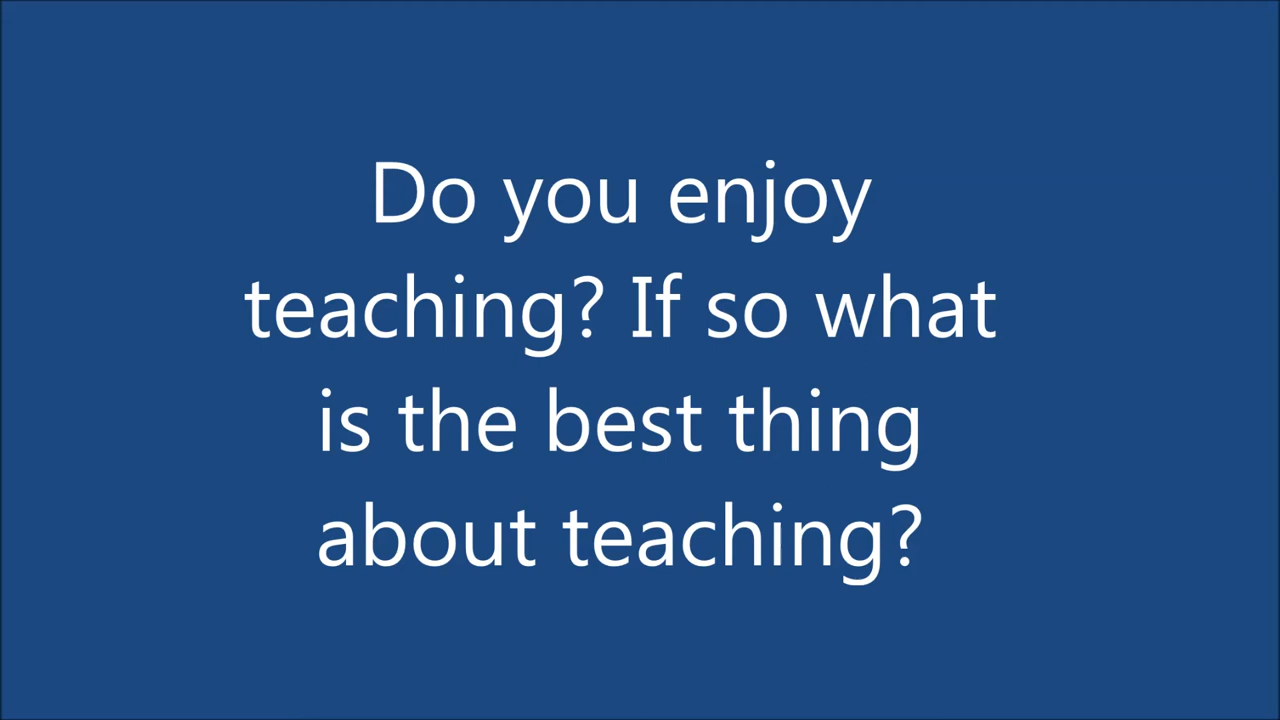 Do you enjoy
teaching? If so what
is the best thing
about teaching?